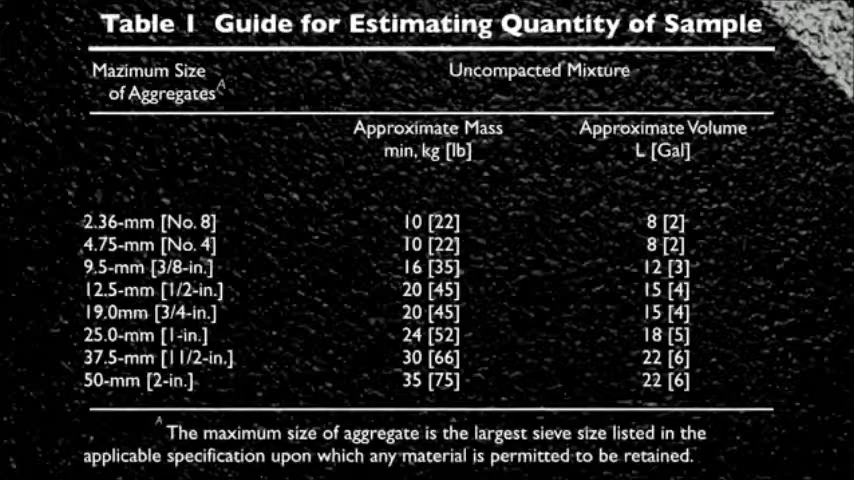 Table 1 Guide for Estimating Quantity of Sample
Mazimum Size Uncompacted Mixture
of Aggregates A
Approximate Mass Approximate Volume
min, kg [lb] L [Gal]
2.36-mm [No. 8] 10 [22] 8 [2]
4.75-mm [No. 4] 10 [22] 8 [2]
9.5-mm [3/8-in.] 16 [35] 12 [3]
12.5-mm [1/2-in.] 20 [45] 15 [4]
19.0mm [3/4-in.] 20 [45] 15 [4]
25.0-mm [1-in.] 24 [52] 18 [5]
37.5-mm [1 1/2-in.] 30 [66] 22 [6]
50-mm [2-in.] 35 [75] 22 [6]
A The maximum size of aggregate is the largest sieve size listed in the
applicable specification upon which any material is permitted to be retained.